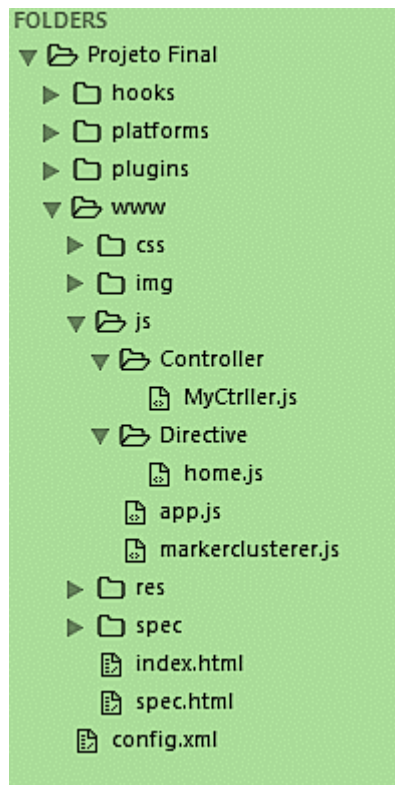 FOLDERS
Projeto Final
hooks
platforms
plugins
www
css
img
js
Controller
MyCtrller.js
Directive
home.js
app.js
markerclusterer.js
res
spec
index.html
spec.html
config.xml